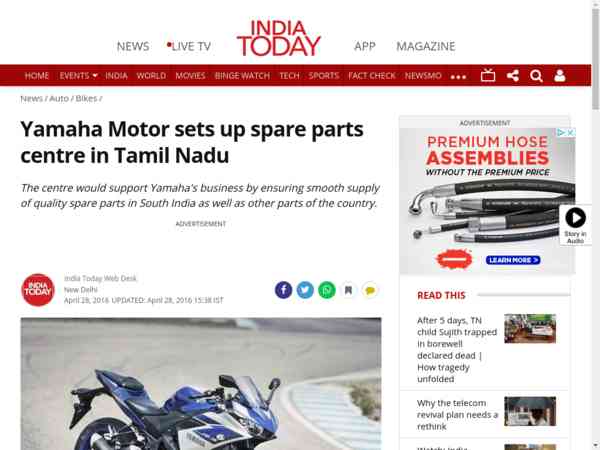 INDIA
TODAY
NEWS
LIVE TV
APP
MAGAZINE
HOME
EVENTS
INDIA
WORLD
MOVIES
BINGE WATCH
TECH
SPORTS
FACT CHECK
NEWSMO
News / Auto / Bikes /
Yamaha Motor sets up spare parts
centre in Tamil Nadu
The centre would support Yamaha's business by ensuring smooth supply
of quality spare parts in South India as well as other parts of the country.
ADVERTISEMENT
INDIA
TODAY
India Today Web Desk
New Delhi
April 28, 2016 UPDATED: April 28, 2016 15:38 IST
YAMAHA
ADVERTISEMENT
PREMIUM HOSE
ASSEMBLIES
WITHOUT THE PREMIUM PRICE
LEARN MORE
Story in
Audio
READ THIS
After 5 days, TN
child Sujith trapped
in borewell
declared dead |
How tragedy
unfolded
Why the telecom
revival plan needs a
rethink
Watch: India